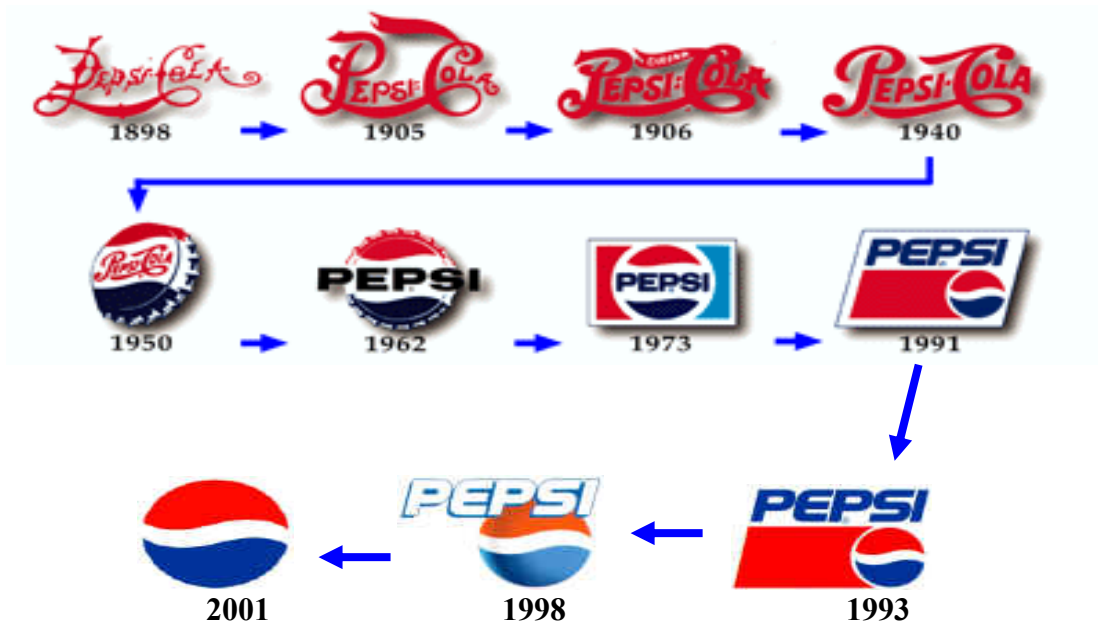 PEPSI-COLA
1898
PEPSI-COLA
1905
DRINK
PEPSI-COLA
1906
PEPSI-COLA
1940
PEPSI-COLA
1950
PEPSI
1962
PEPSI
1973
PEPSI
1991
2001
PEPSI
1998
PEPSI
1993